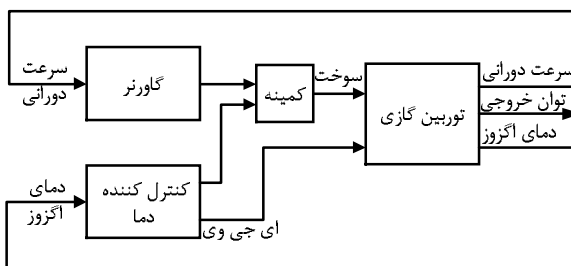 سرعت
دورانی
گاورنر
کمینه
سوخت
توربین گازی
سرعت دورانی
توان خروجی
دمای اگزوز
دمای
اگزوز
کنترل کننده
دما
ای جی وی